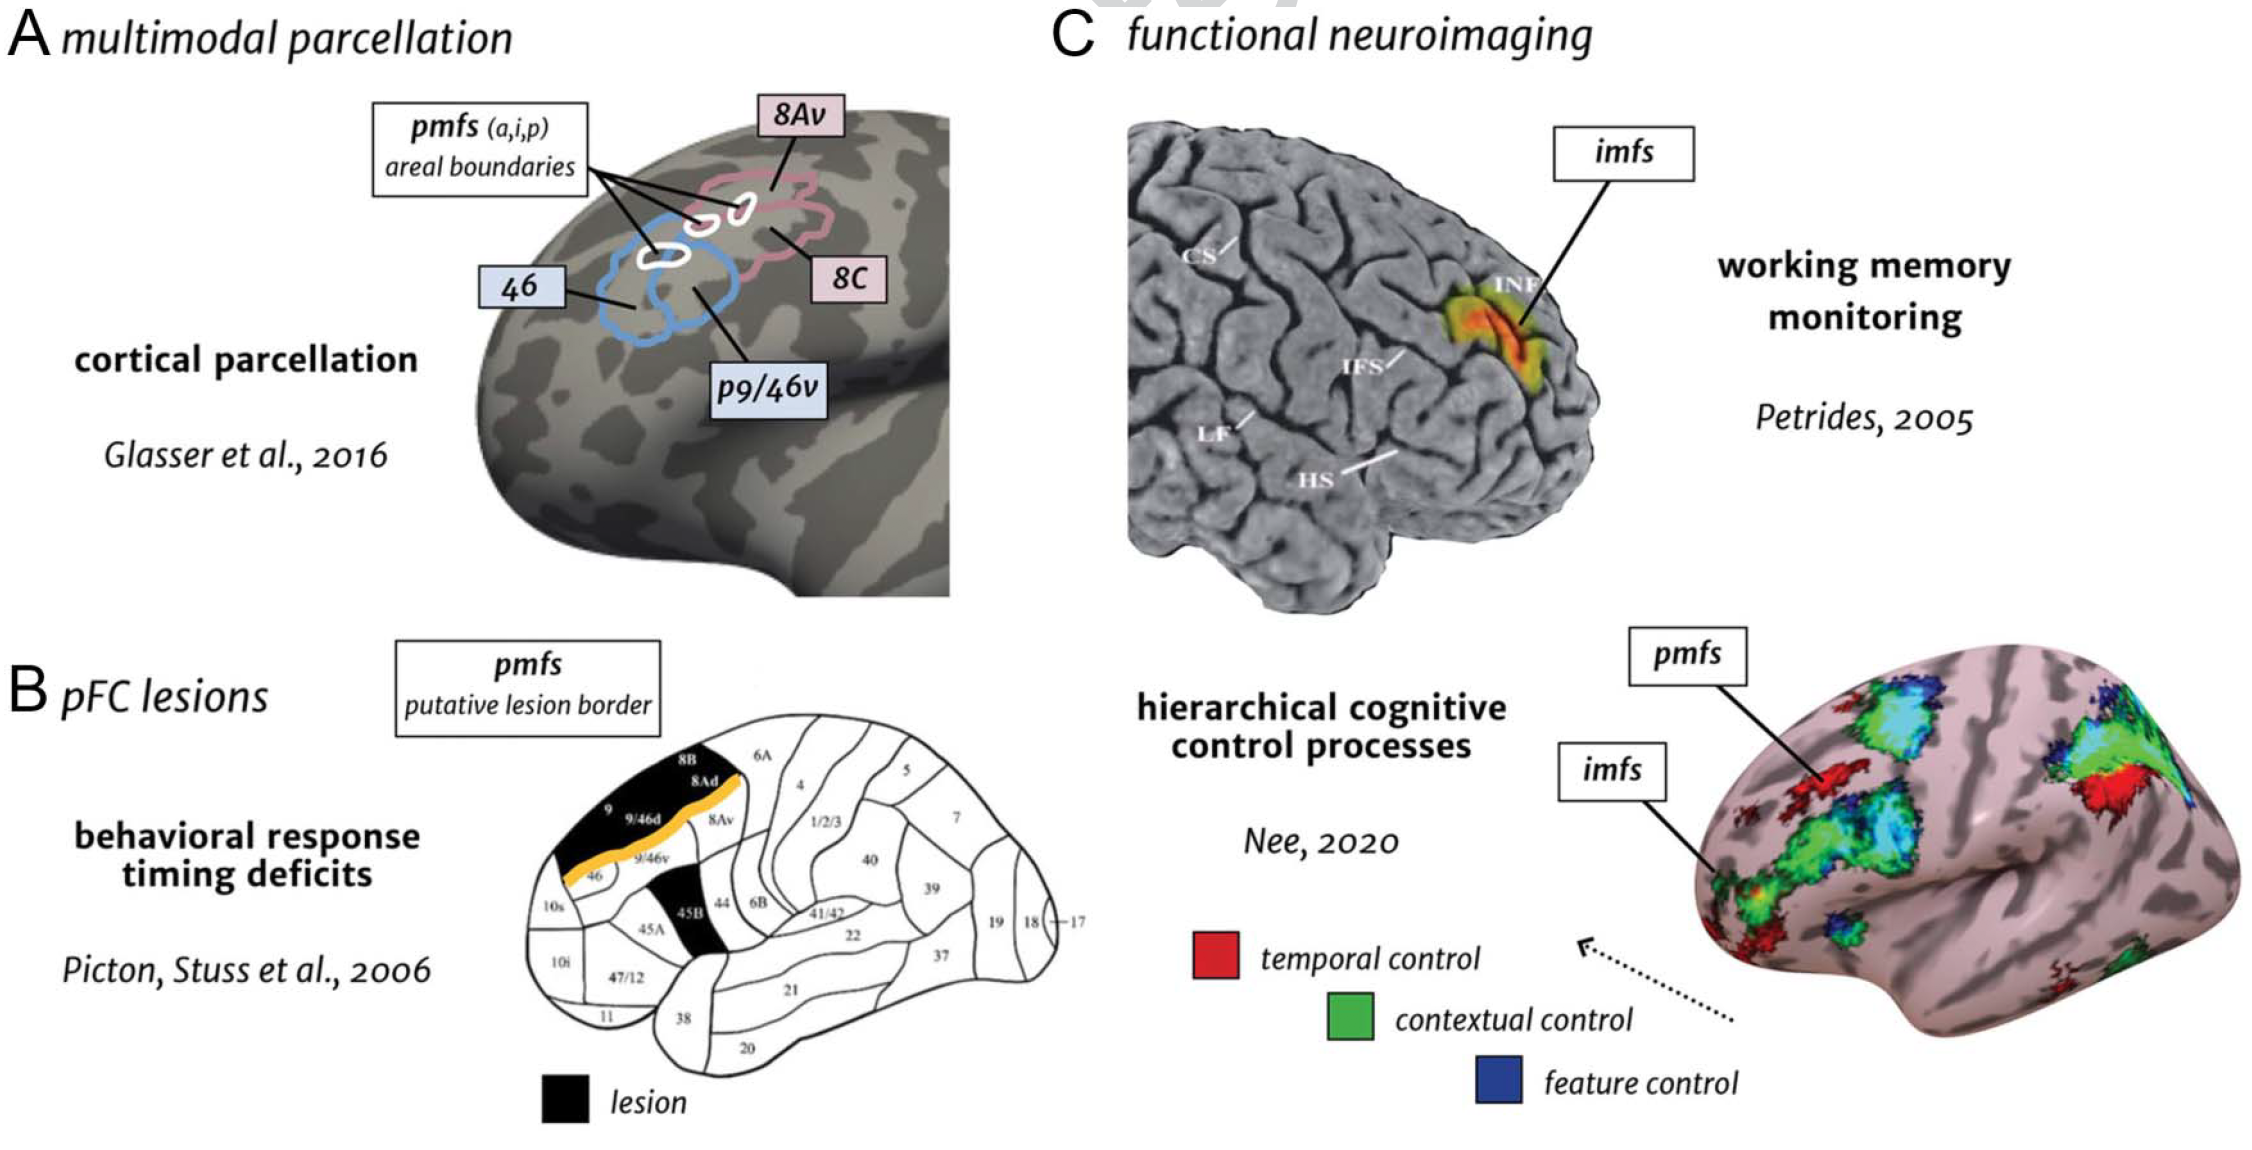 A multimodal parcellation
pmfs (a,i,p)
areal boundaries
8Av
46
8C
p9/46v
cortical parcellation
Glasser et al., 2016
B pFC lesions
pmfs
putative lesion border
behavioral response
timing deficits
Picton, Stuss et al., 2006
8B
6A
8Ad
9
9/46d
8Av
4
5
1/2/3
7
9/46v
46
40
39
10s
45B
44
6B
41/42
45A
22
19
18
17
10i
47/12
37
21
11
38
20
lesion
C functional neuroimaging
imfs
CS
INF
IFS
LF
HS
working memory
monitoring
Petrides, 2005
hierarchical cognitive
control processes
Nee, 2020
pmfs
imfs
temporal control
contextual control
feature control